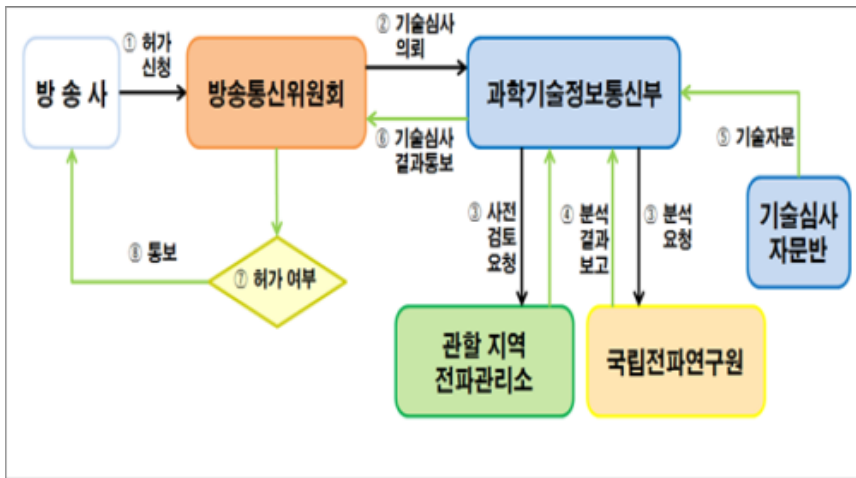 ① 허가
신청
② 기술심사
의뢰
방 송 사
방송통신위원회
과학기술정보통신부
⑥ 기술심사
결과통보
⑤ 기술자문
③ 사전
검토
요청
④ 분석
결과
보고
③ 분석
요청
기술심사
자문반
⑧ 통보
⑦ 허가 여부
관할 지역
전파관리소
국립전파연구원